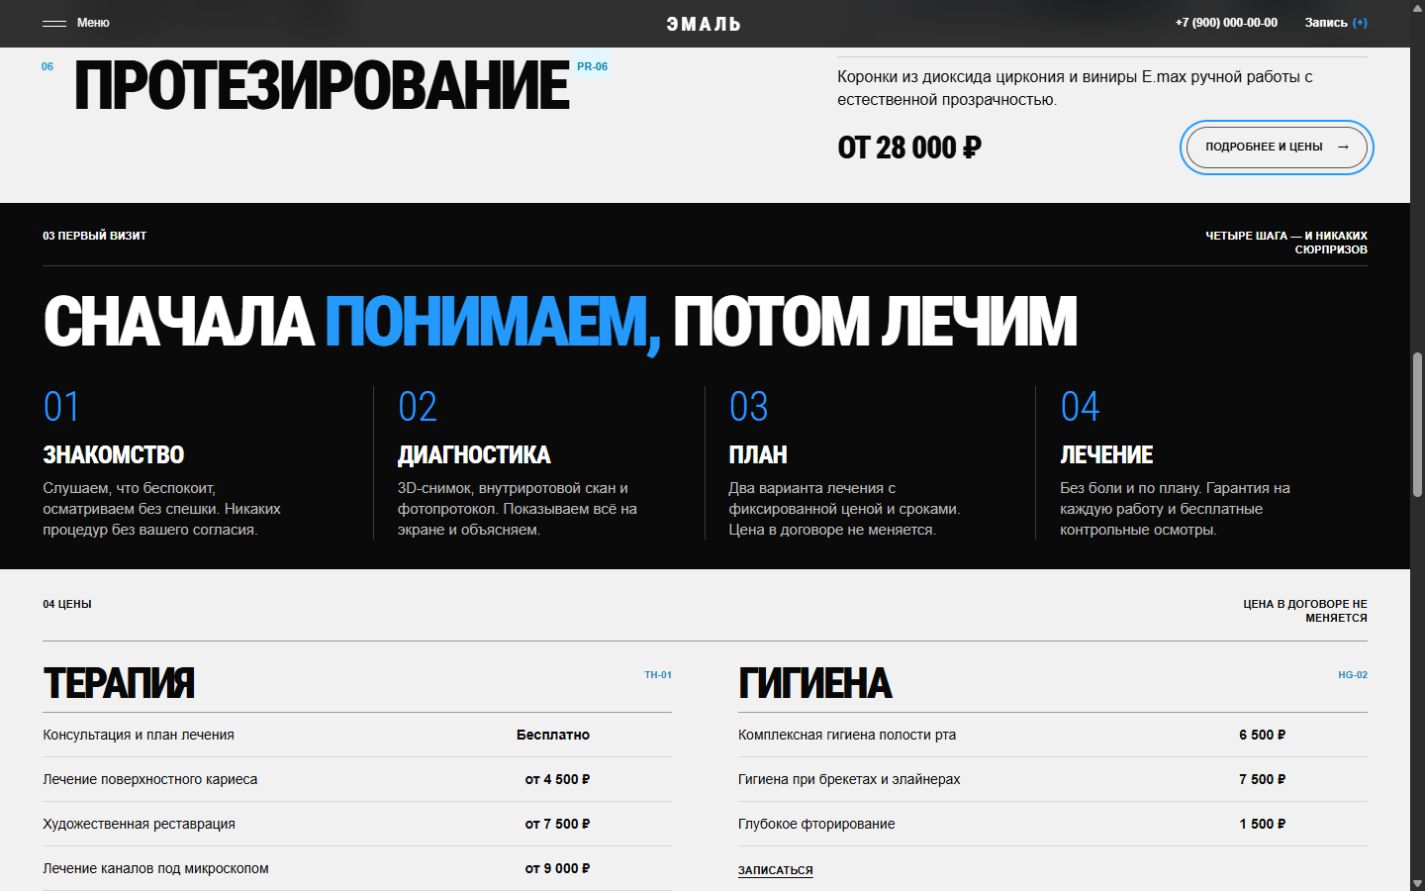 Меню
ЭМАЛЬ
+7 (900) 000-00-00
Запись (+)
06
ПРОТЕЗИРОВАНИЕ
PR-06
Коронки из диоксида циркония и виниры E.max ручной работы с
естественной прозрачностью.
ОТ 28 000 ₽
ПОДРОБНЕЕ И ЦЕНЫ →
03 ПЕРВЫЙ ВИЗИТ
ЧЕТЫРЕ ШАГА — И НИКАКИХ
СЮРПРИЗОВ
СНАЧАЛА ПОНИМАЕМ, ПОТОМ ЛЕЧИМ
01
ЗНАКОМСТВО
Слушаем, что беспокоит,
осматриваем без спешки. Никаких
процедур без вашего согласия.
02
ДИАГНОСТИКА
3D-снимок, внутриротовой скан и
фотопротокол. Показываем всё на
экране и объясняем.
03
ПЛАН
Два варианта лечения с
фиксированной ценой и сроками.
Цена в договоре не меняется.
04
ЛЕЧЕНИЕ
Без боли и по плану. Гарантия на
каждую работу и бесплатные
контрольные осмотры.
04 ЦЕНЫ
ЦЕНА В ДОГОВОРЕ НЕ
МЕНЯЕТСЯ
ТЕРАПИЯ
TH-01
Консультация и план лечения
Бесплатно
Лечение поверхностного кариеса
от 4 500 ₽
Художественная реставрация
от 7 500 ₽
Лечение каналов под микроскопом
от 9 000 ₽
ГИГИЕНА
HG-02
Комплексная гигиена полости рта
6 500 ₽
Гигиена при брекетах и элайнерах
7 500 ₽
Глубокое фторирование
1 500 ₽
ЗАПИСАТЬСЯ